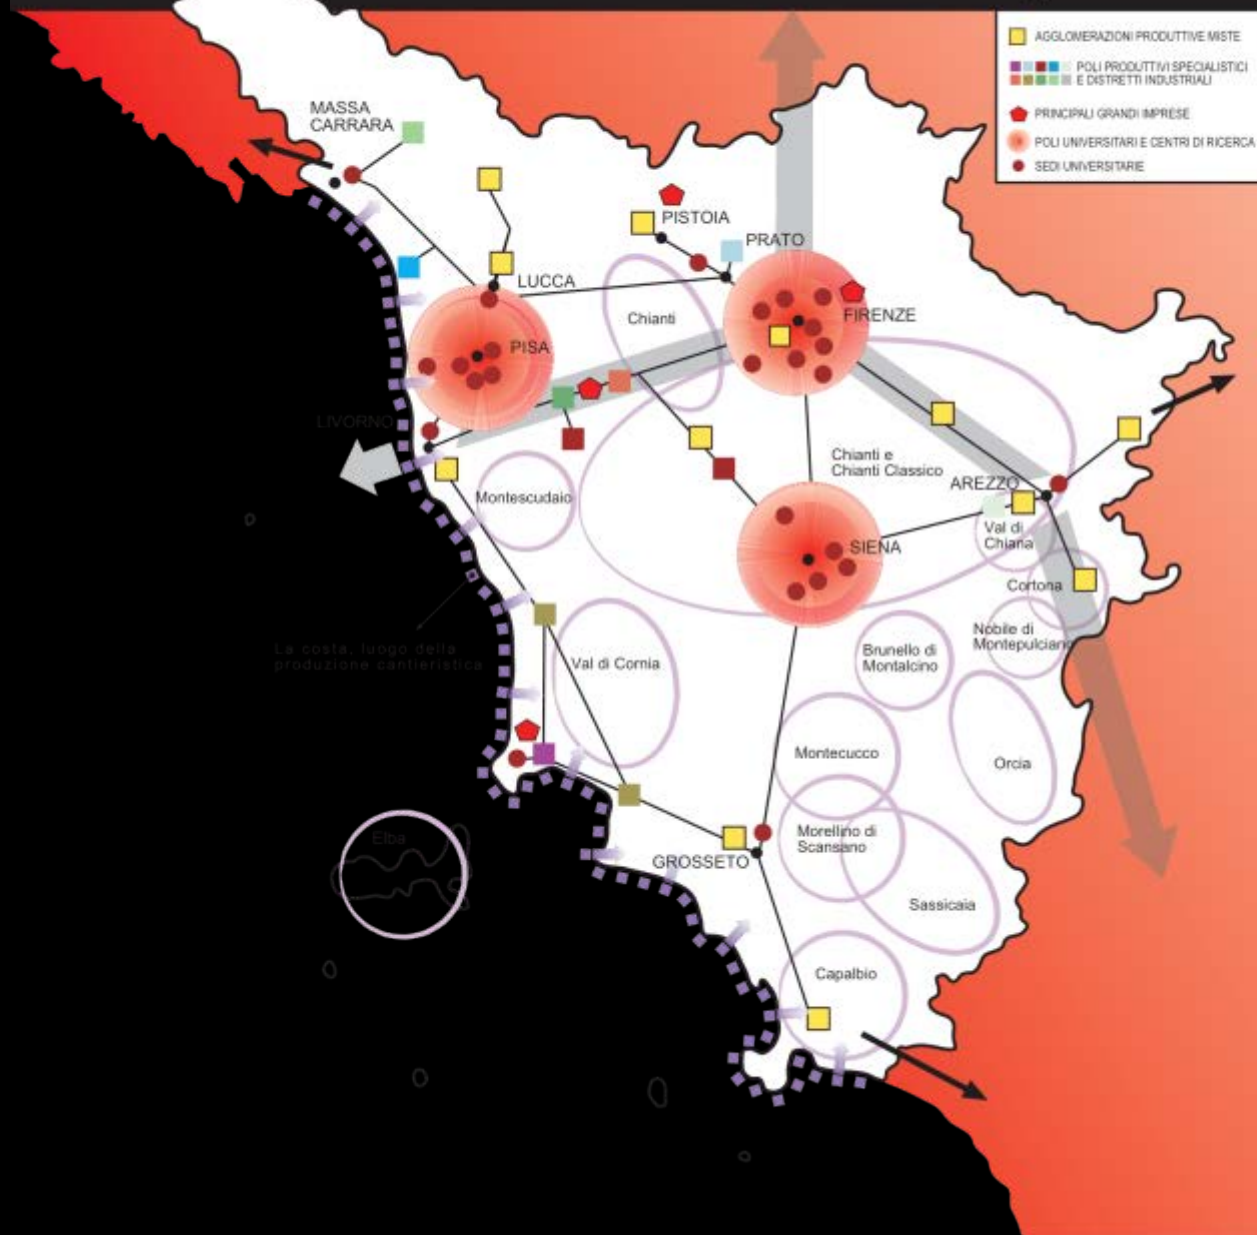 AGGLOMERAZIONI PRODUTTIVE MISTE
POLI PRODUTTIVI SPECIALISTICI
E DISTRETTI INDUSTRIALI
PRINCIPALI GRANDI IMPRESE
POLI UNIVERSITARI E CENTRI DI RICERCA
SEDI UNIVERSITARIE
MASSA
CARRARA
PISTOIA
PRATO
LUCCA
Chianti
FIRENZE
PISA
LIVORNO
Chianti e
Chianti Classico
AREZZO
Montescudaio
Val di
Chiana
SIENA
Cortona
La costa, luogo della
produzione cantieristica
Val di Cornia
Brunello di
Montalcino
Nobile di
Montepulciano
Montecucco
Orcia
Elba
Morellino di
Scansano
GROSSETO
Sassicaia
Capalbio